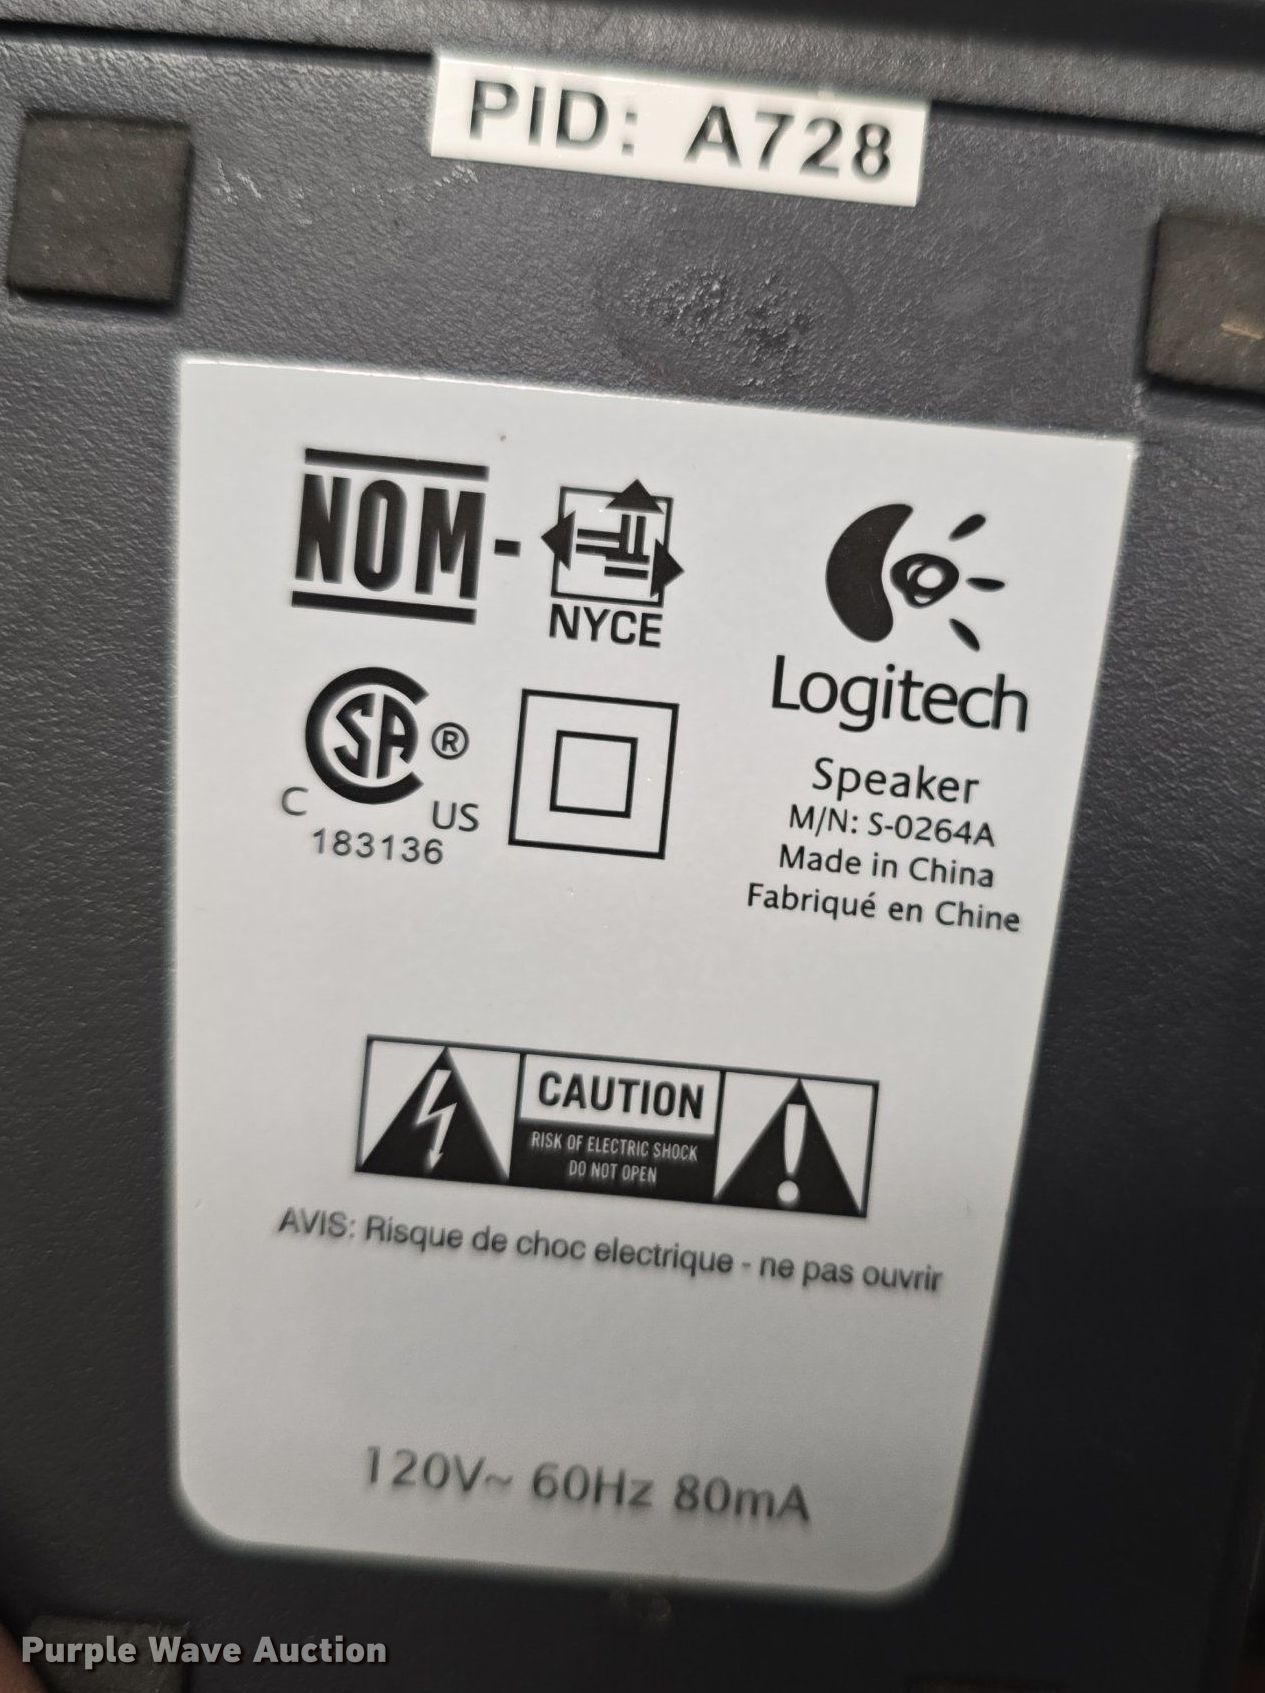 PID: A728
NOM-
NYCE
Logitech
CSA®
C US
183136
Speaker
M/N: S-0264A
Made in China
Fabriqué en Chine
CAUTION
RISK OF ELECTRIC SHOCK
DO NOT OPEN
AVIS: Risque de choc electrique - ne pas ouvrir
120V~ 60Hz 80mA
Purple Wave Auction